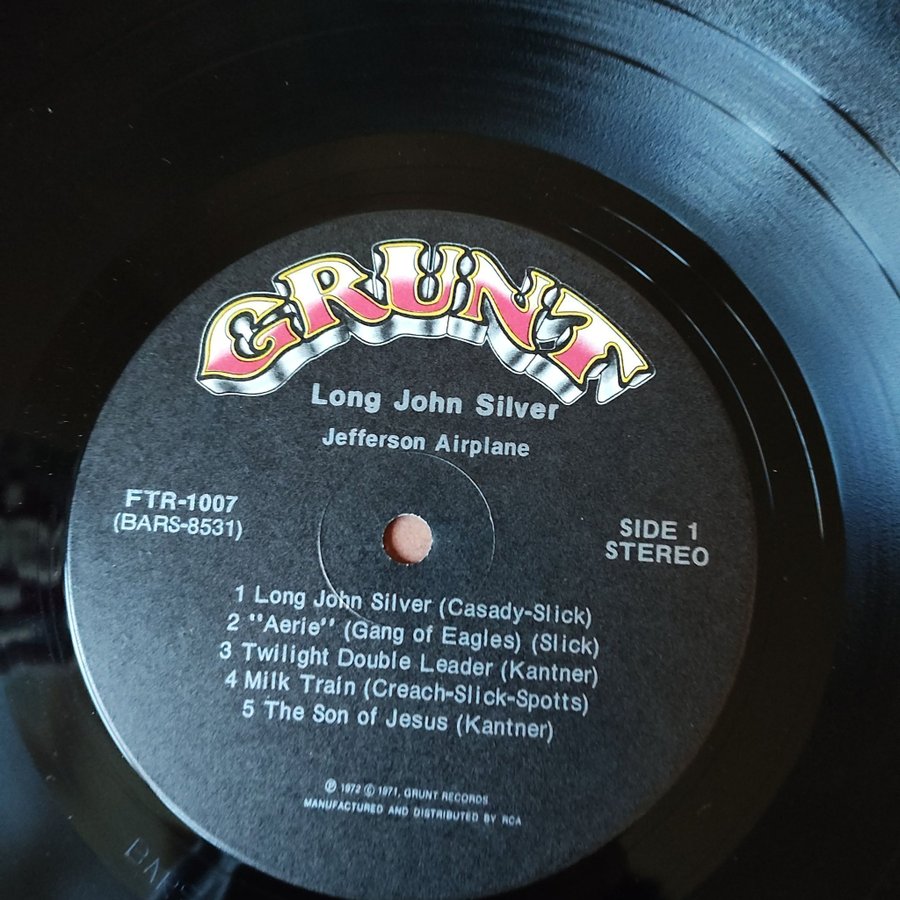 GRUNT
Long John Silver
Jefferson Airplane
FTR-1007
(BARS-8531)
SIDE 1
STEREO
1 Long John Silver (Casady-Slick)
2 "Aerie" (Gang of Eagles) (Slick)
3 Twilight Double Leader (Kantner)
4 Milk Train (Creach-Slick-Spotts)
5 The Son of Jesus (Kantner)
℗ 1972 © 1971, GRUNT RECORDS
MANUFACTURED AND DISTRIBUTED BY RCA